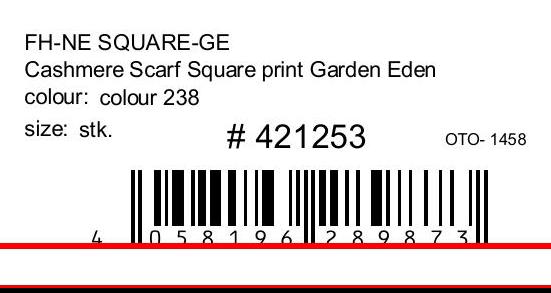 FH-NE SQUARE-GE
Cashmere Scarf Square print Garden Eden
colour: colour 238
size: stk.
# 421253
OTO- 1458
4 058196 289873